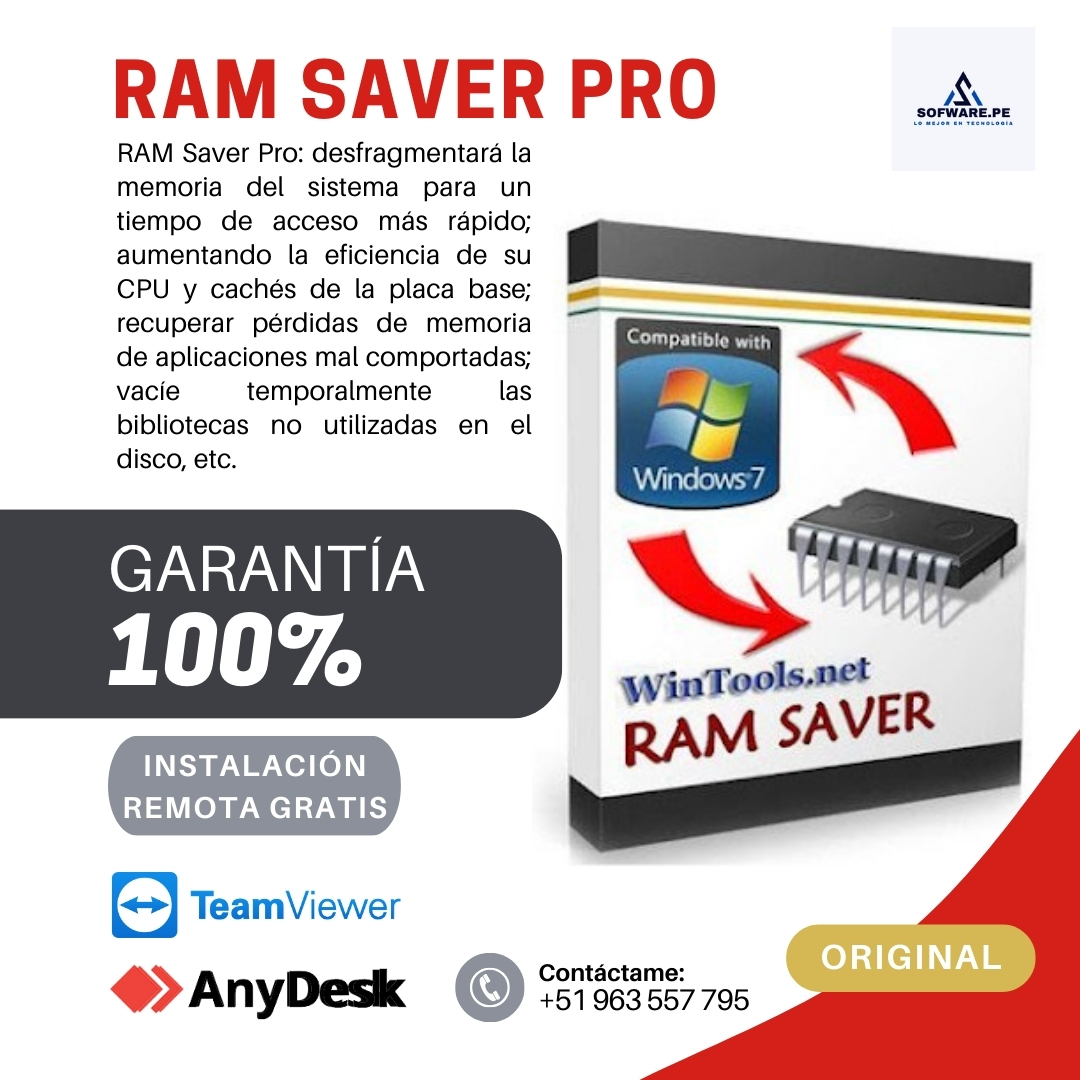 RAM SAVER PRO
SOFWARE.PE
LO MEJOR EN TECNOLOGÍA
RAM Saver Pro: desfragmentará la
memoria del sistema para un
tiempo de acceso más rápido;
aumentando la eficiencia de su
CPU y cachés de la placa base;
recuperar pérdidas de memoria
de aplicaciones mal comportadas;
vacíe temporalmente las
bibliotecas no utilizadas en el
disco, etc.
Compatible with
Windows 7
WinTools.net
RAM SAVER
GARANTÍA
100%
INSTALACIÓN
REMOTA GRATIS
TeamViewer
AnyDesk
Contáctame:
+51 963 557 795
ORIGINAL